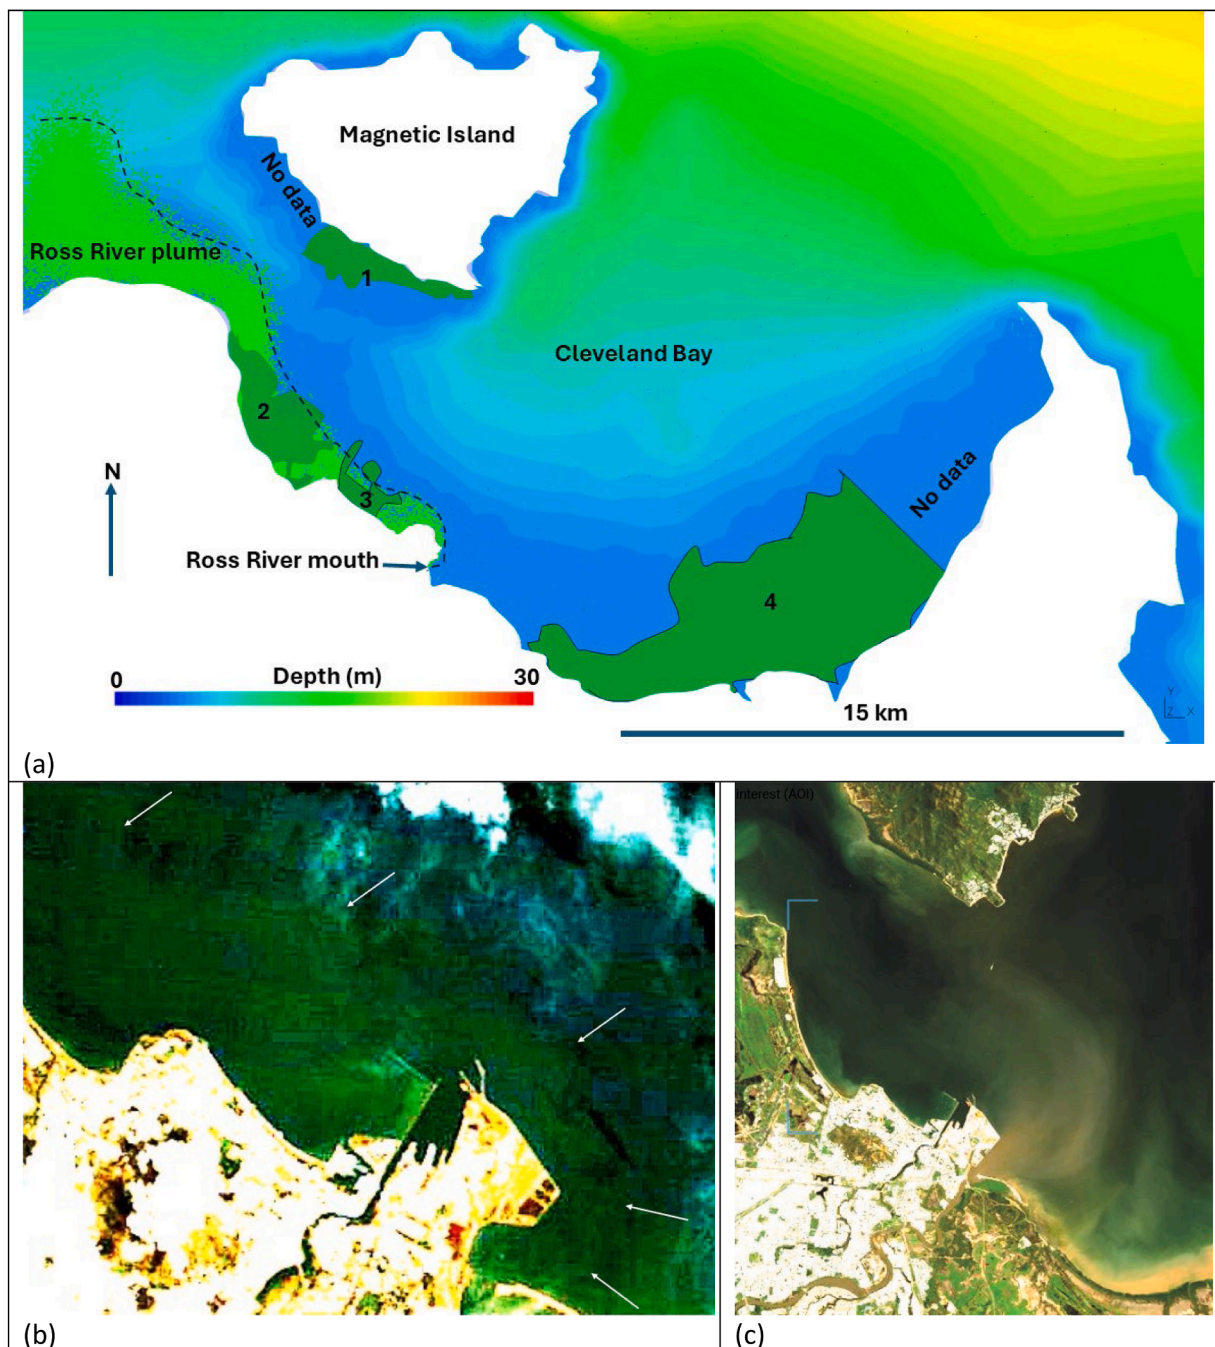 Magnetic Island
No data
Ross River plume
1
Cleveland Bay
2
N
3
No data
Ross River mouth
4
Depth (m)
0
30
15 km
Y
Z X
(a)
interest (AOI)
(b)
(c)